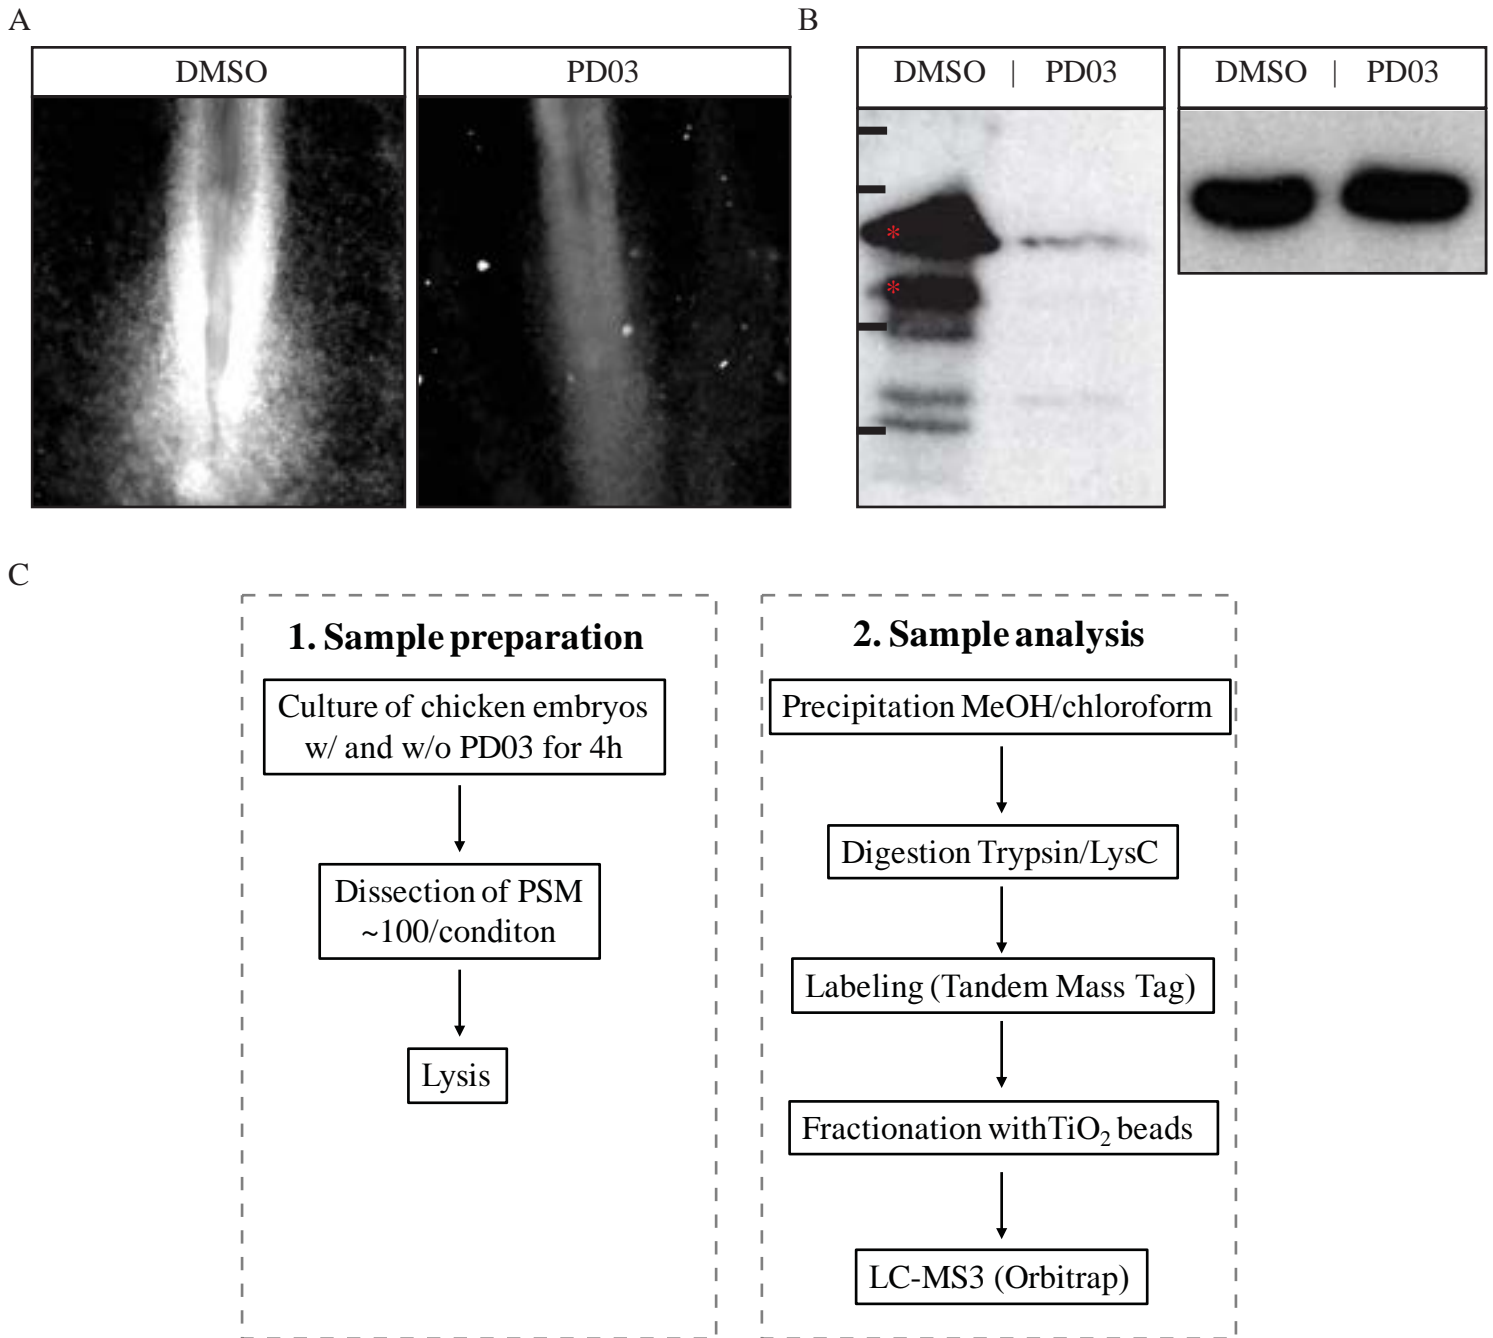 A
DMSO
PD03
B
DMSO | PD03
DMSO | PD03
*
*
C
1. Sample preparation
Culture of chicken embryos
w/ and w/o PD03 for 4h
Dissection of PSM
~100/conditon
Lysis
2. Sample analysis
Precipitation MeOH/chloroform
Digestion Trypsin/LysC
Labeling (Tandem Mass Tag)
Fractionation withTiO₂ beads
LC-MS3 (Orbitrap)